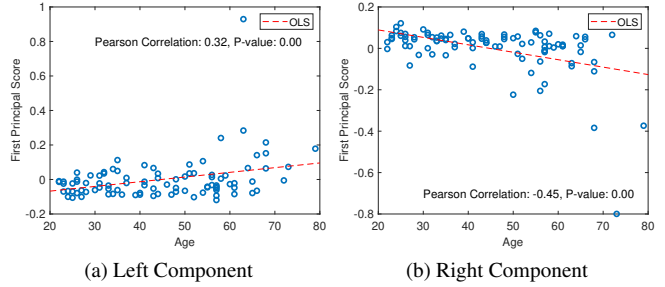 1
0.8
0.6
0.4
0.2
0
-0.2
First Principal Score
OLS
Pearson Correlation: 0.32, P-value: 0.00
20 30 40 50 60 70 80
Age
(a) Left Component
0.2
0
-0.2
-0.4
-0.6
-0.8
First Principal Score
OLS
Pearson Correlation: -0.45, P-value: 0.00
20 30 40 50 60 70 80
Age
(b) Right Component